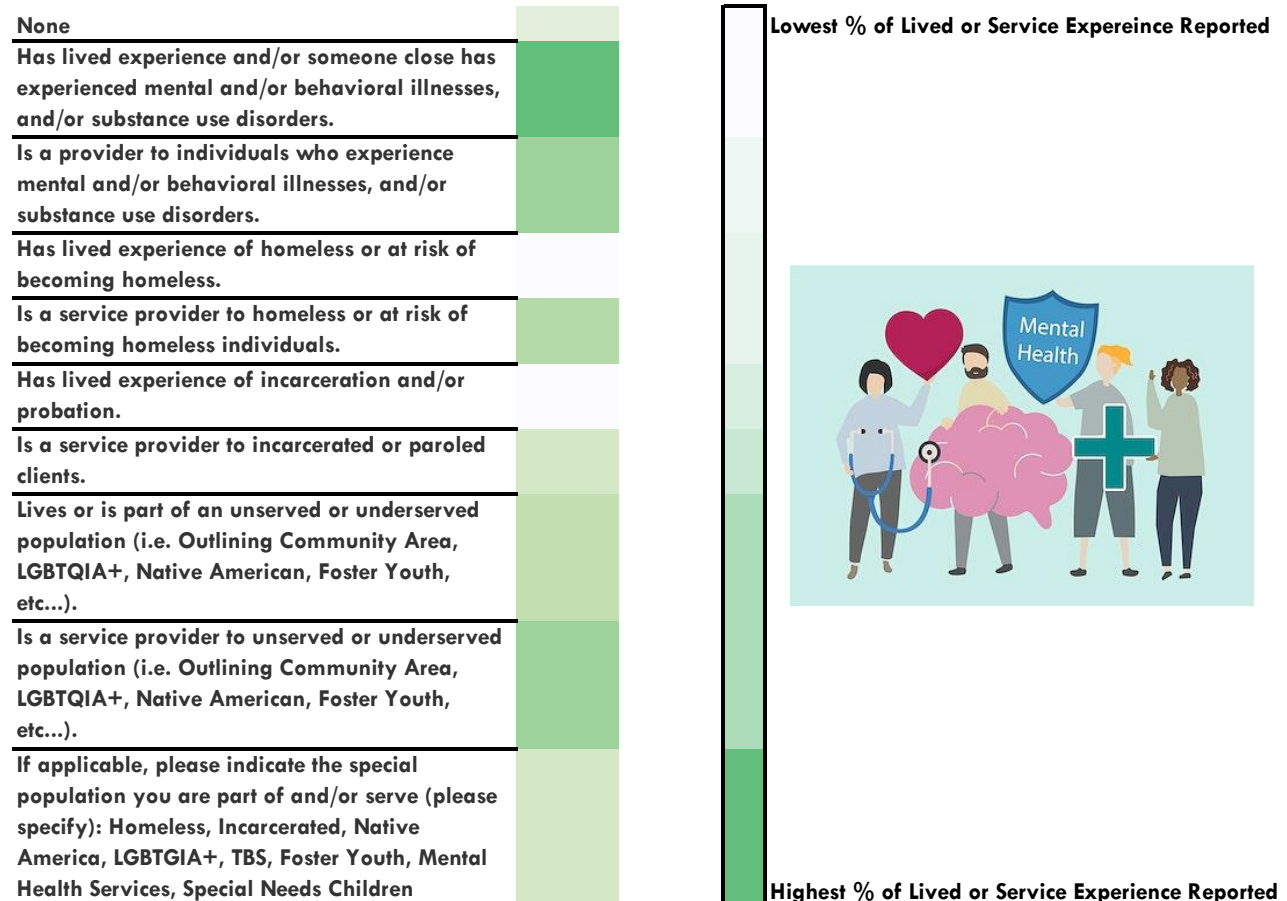 None
Has lived experience and/or someone close has
experienced mental and/or behavioral illnesses,
and/or substance use disorders.
Is a provider to individuals who experience
mental and/or behavioral illnesses, and/or
substance use disorders.
Has lived experience of homeless or at risk of
becoming homeless.
Is a service provider to homeless or at risk of
becoming homeless individuals.
Has lived experience of incarceration and/or
probation.
Is a service provider to incarcerated or paroled
clients.
Lives or is part of an unserved or underserved
population (i.e. Outlining Community Area,
LGBTQIA+, Native American, Foster Youth,
etc...).
Is a service provider to unserved or underserved
population (i.e. Outlining Community Area,
LGBTQIA+, Native American, Foster Youth,
etc...).
If applicable, please indicate the special
population you are part of and/or serve (please
specify): Homeless, Incarcerated, Native
America, LGBTGIA+, TBS, Foster Youth, Mental
Health Services, Special Needs Children
Lowest % of Lived or Service Expereince Reported
Mental
Health
Highest % of Lived or Service Experience Reported